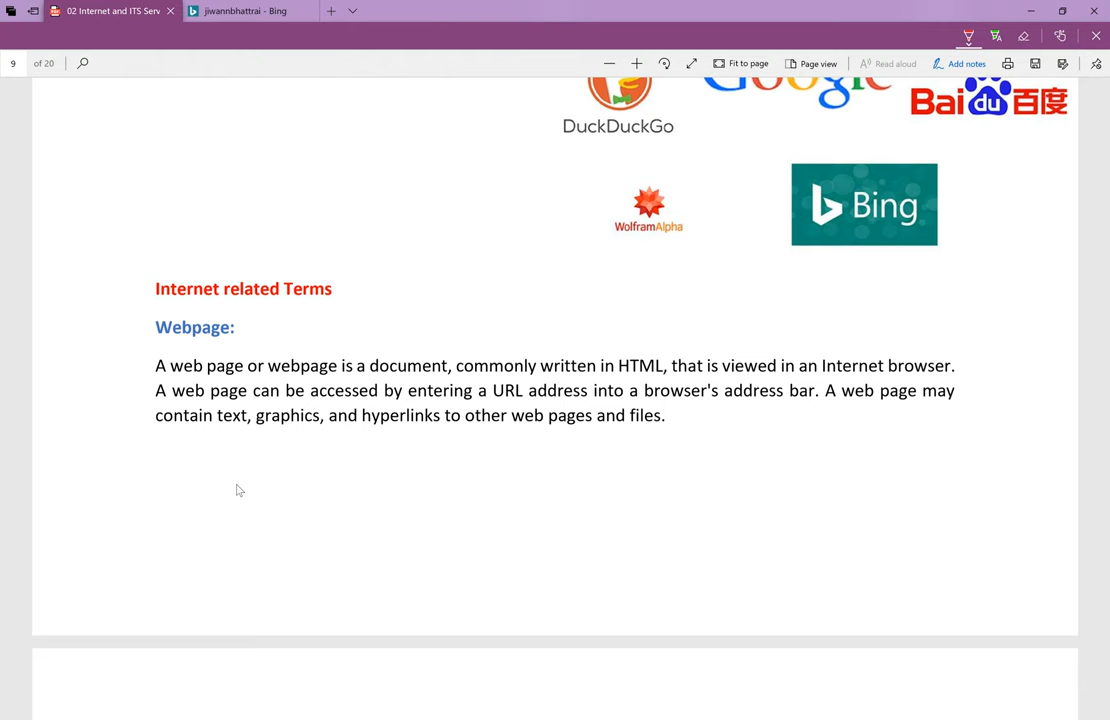 02 Internet and ITS Serv
jiwannbhattrai - Bing
9 of 20
Fit to page
Page view
Read aloud
Add notes
DuckDuckGo
Google
Baidu百度
WolframAlpha
Bing
Internet related Terms
Webpage:
A web page or webpage is a document, commonly written in HTML, that is viewed in an Internet browser.
A web page can be accessed by entering a URL address into a browser's address bar. A web page may
contain text, graphics, and hyperlinks to other web pages and files.